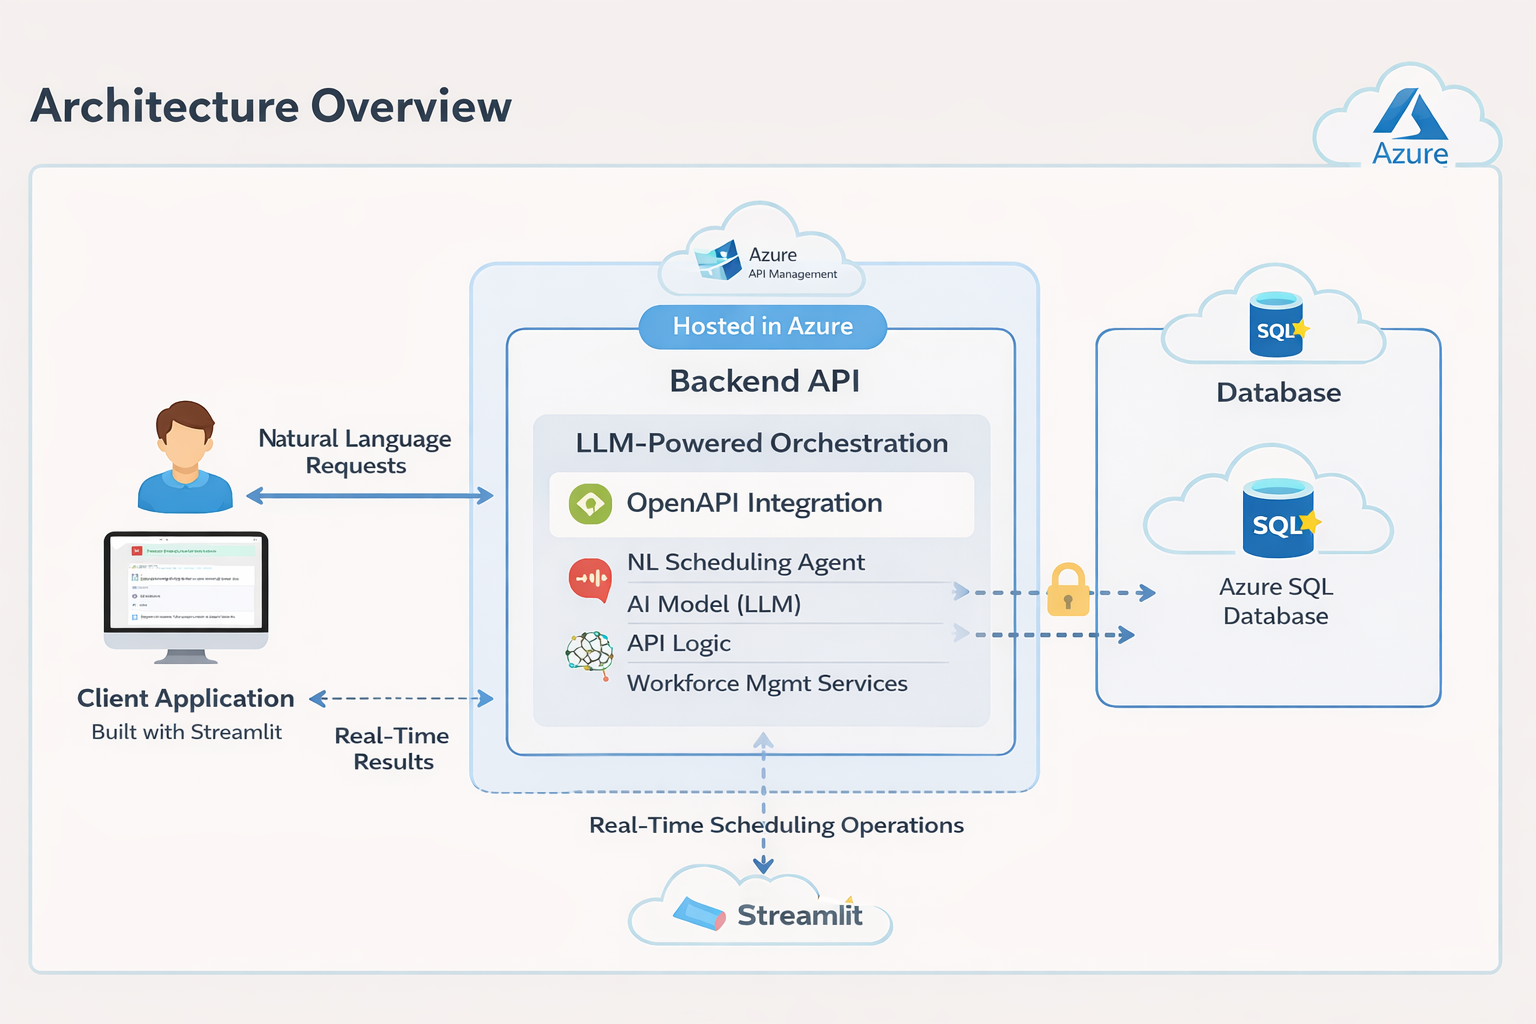 Architecture Overview
Azure
Azure
API Management
Hosted in Azure
Backend API
LLM-Powered Orchestration
OpenAPI Integration
NL Scheduling Agent
AI Model (LLM)
API Logic
Workforce Mgmt Services
Natural Language
Requests
Client Application
Built with Streamlit
Real-Time
Results
SQL
Database
SQL
Azure SQL
Database
Real-Time Scheduling Operations
Streamlit